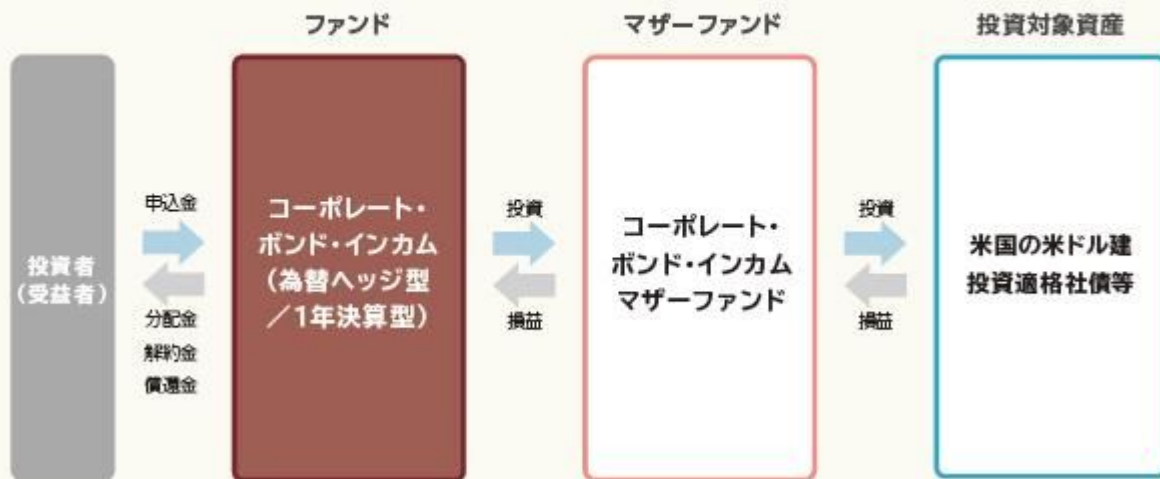 ファンド
マザーファンド
投資対象資産
投資者
(受益者)
申込金
分配金
解約金
償還金
コーポレート・
ボンド・インカム
(為替ヘッジ型
/1年決算型)
投資
損益
コーポレート・
ボンド・インカム
マザーファンド
投資
損益
米国の米ドル建
投資適格社債等